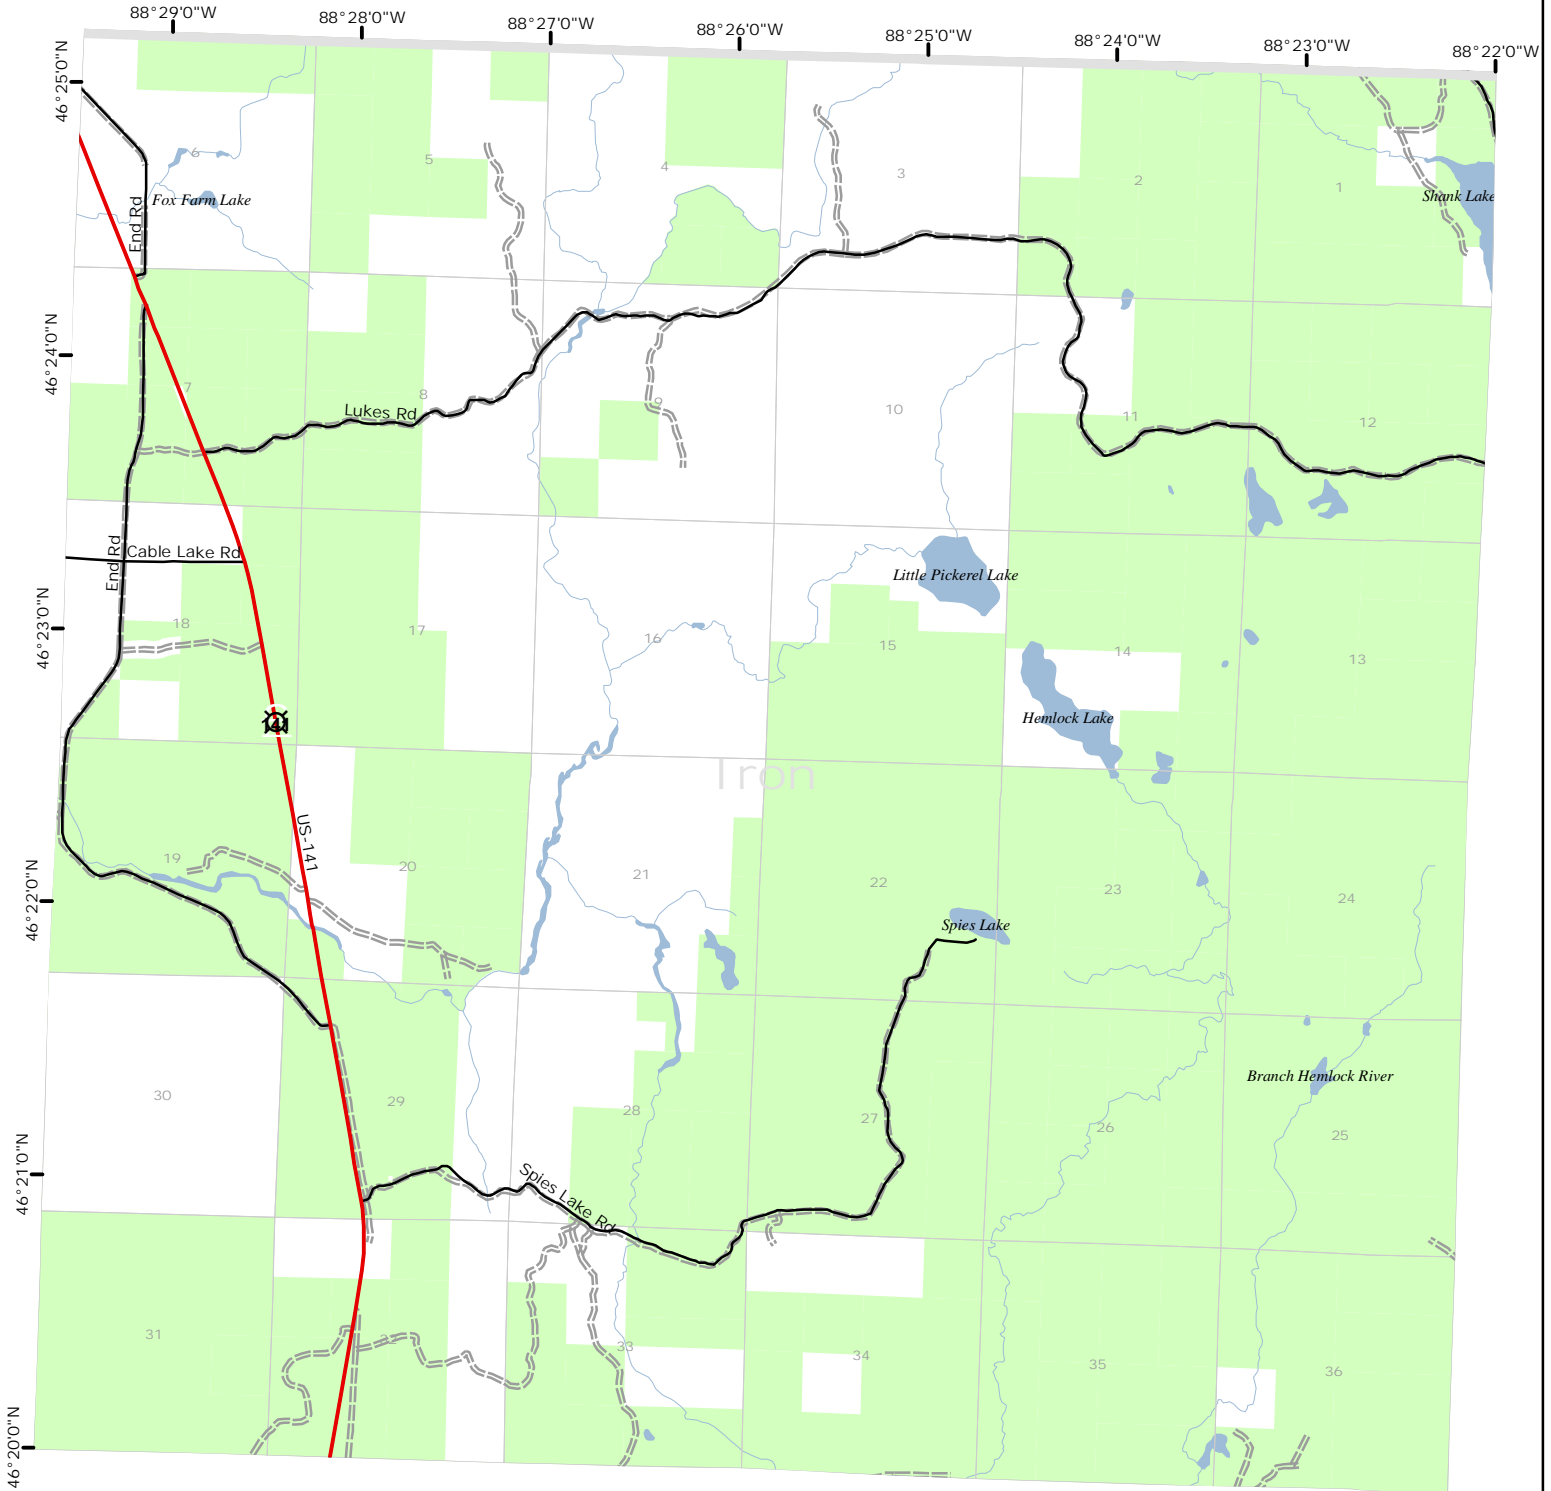 88°29'0"W
88°28'0"W
88°27'0"W
88°26'0"W
88°25'0"W
88°24'0"W
88°23'0"W
88°22'0"W
46°25'0"N
6
5
4
3
2
1
Shank Lake
Fox Farm Lake
End Rd
46°24'0"N
7
8
9
10
11
12
Lukes Rd
Cable Lake Rd
End Rd
Little Pickerel Lake
46°23'0"N
18
17
16
15
14
13
Hemlock Lake
141
Iron
US-141
46°22'0"N
19
20
21
22
23
24
Spies Lake
Branch Hemlock River
30
29
28
27
26
25
46°21'0"N
Spies Lake Rd
31
32
33
34
35
36
46°20'0"N